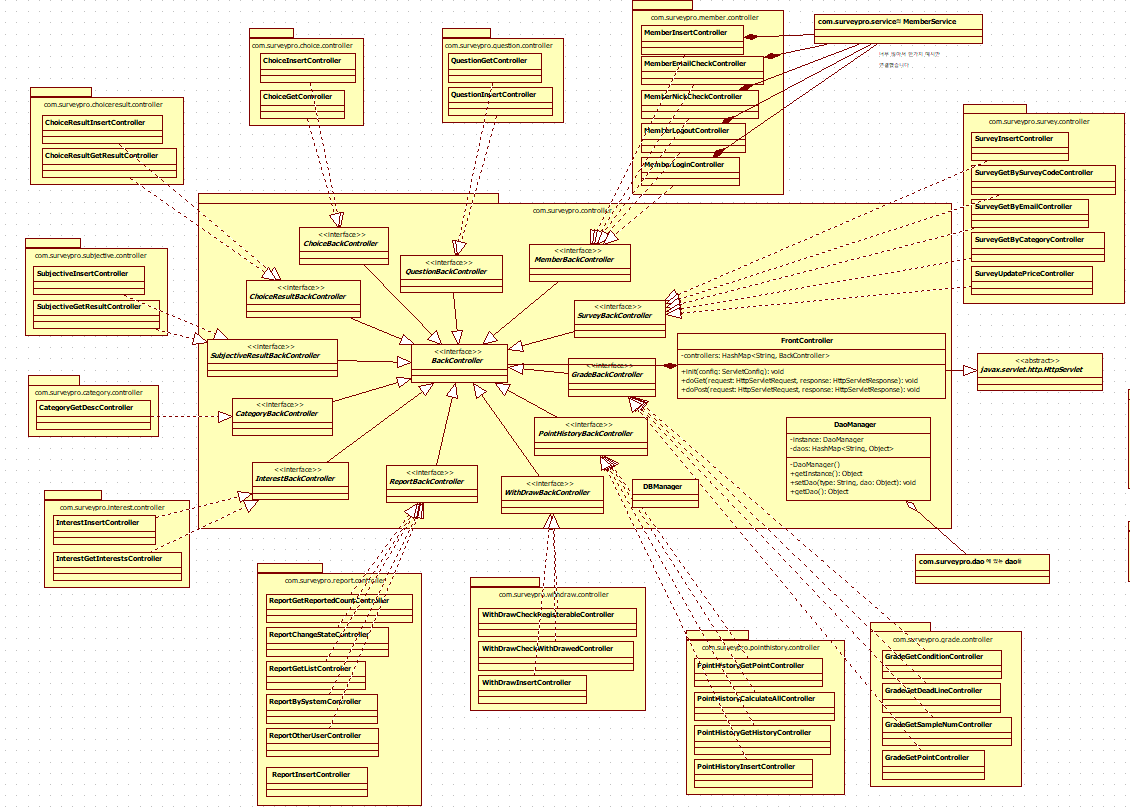 com.surveypro.member.controller
MemberInsertController
MemberEmailCheckController
MemberNickCheckController
MemberLogoutController
MemberLoginController
com.surveypro.service의 MemberService
연결했습니다
com.surveypro.choice.controller
ChoiceInsertController
ChoiceGetController
com.surveypro.question.controller
QuestionGetController
QuestionInsertController
com.surveypro.choiceresult.controller
ChoiceResultInsertController
ChoiceResultGetResultController
com.surveypro.survey.controller
SurveyInsertController
SurveyGetBySurveyCodeController
SurveyGetByEmailController
SurveyGetByCategoryController
SurveyUpdatePriceController
com.surveypro.subjective.controller
SubjectiveInsertController
SubjectiveGetResultController
com.surveypro.category.controller
CategoryGetDescController
com.surveypro.interest.controller
InterestInsertController
InterestGetInterestsController
com.surveypro.controller
<<interface>>
ChoiceBackController
<<interface>>
QuestionBackController
<<interface>>
MemberBackController
<<interface>>
ChoiceResultBackController
<<interface>>
SurveyBackController
<<interface>>
SubjectiveResultBackController
<<interface>>
BackController
<<interface>>
GradeBackController
<<interface>>
CategoryBackController
<<interface>>
PointHistoryBackController
<<interface>>
InterestBackController
<<interface>>
ReportBackController
<<interface>>
WithDrawBackController
DBManager
FrontController
-controllers: HashMap<String, BackController>
+init(config: ServletConfig): void
+doGet(request: HttpServletRequest, response: HttpServletResponse): void
+doPost(request: HttpServletRequest, response: HttpServletResponse): void
<<abstract>>
javax.servlet.http.HttpServlet
DaoManager
-instance: DaoManager
-daos: HashMap<String, Object>
-DaoManager()
+getInstance(): Object
+setDao(type: String, dao: Object): void
+getDao(): Object
com.surveypro.dao 에 있는 dao들
com.surveypro.report.controller
ReportGetReportedCountController
ReportChangeStateController
ReportGetListController
ReportBySystemController
ReportOtherUserController
ReportInsertController
com.surveypro.withdraw.controller
WithDrawCheckRegisterableController
WithDrawCheckWithDrawedController
WithDrawInsertController
com.surveypro.pointhistory.controller
PointHistoryGetPointController
PointHistoryCalculateAllController
PointHistoryGetHistoryController
PointHistoryInsertController
com.surveypro.grade.controller
GradeGetConditionController
GradeGetDeadLineController
GradeGetSampleNumController
GradeGetPointController